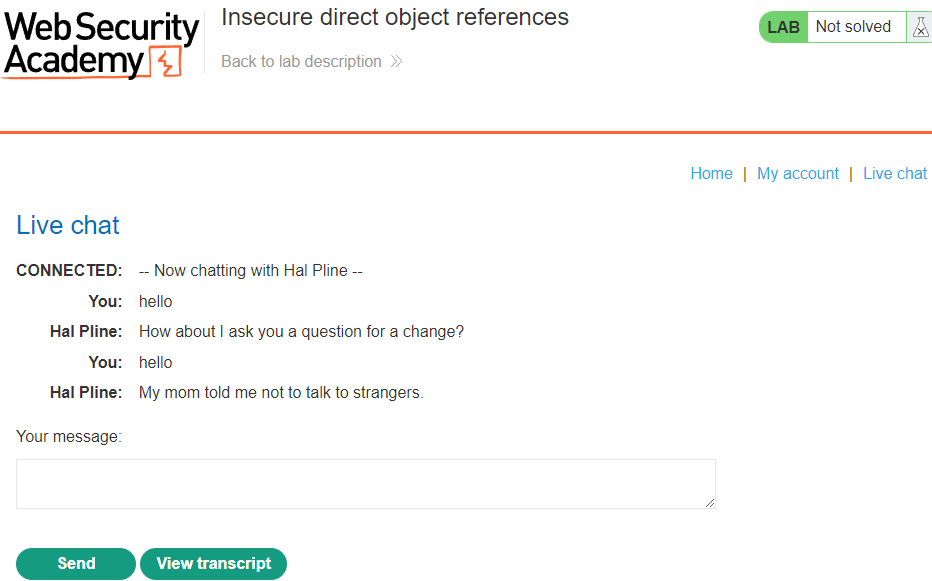 Web Security Academy
Insecure direct object references
Back to lab description
LAB Not solved
Home | My account | Live chat
Live chat
CONNECTED: -- Now chatting with Hal Pline --
You: hello
Hal Pline: How about I ask you a question for a change?
You: hello
Hal Pline: My mom told me not to talk to strangers.
Your message:
Send View transcript